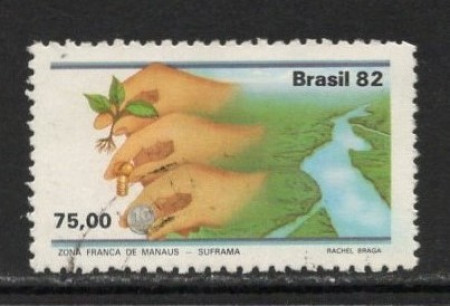 Brasil 82
75,00
ZONA FRANCA DE MANAUS – SUFRAMA RACHEL BRAGA